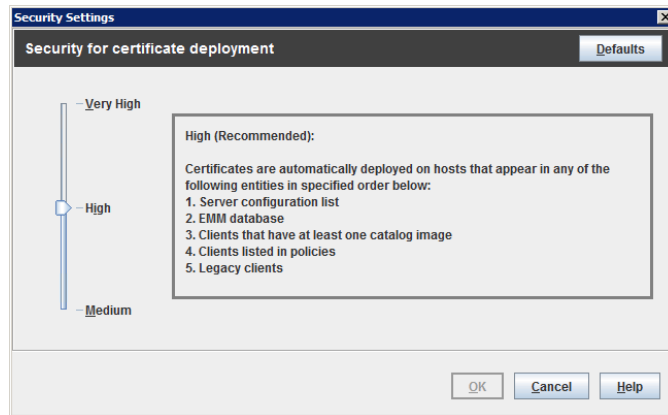 Security Settings
Security for certificate deployment
Defaults
Very High
High
Medium
High (Recommended):
Certificates are automatically deployed on hosts that appear in any of the
following entities in specified order below:
1. Server configuration list
2. EMM database
3. Clients that have at least one catalog image
4. Clients listed in policies
5. Legacy clients
OK
Cancel
Help